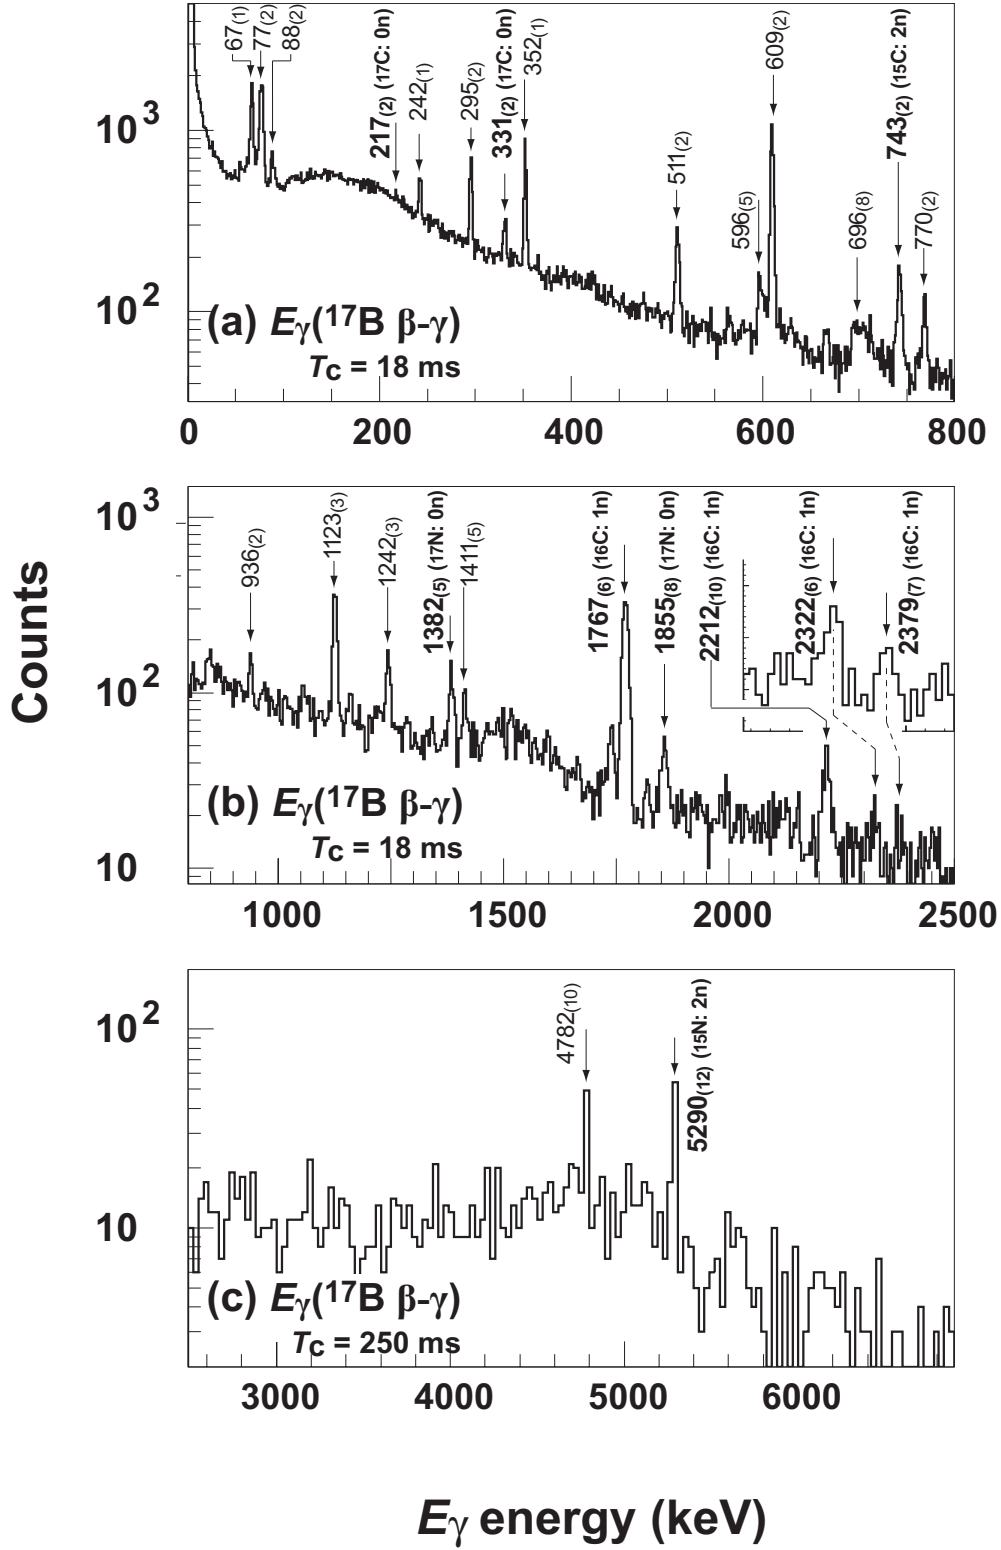 Counts
67(1)
77(2)
88(2)
217(2) (17C: 0n)
242(1)
295(2)
331(2) (17C: 0n)
352(1)
511(2)
596(5)
609(2)
696(8)
743(2) (15C: 2n)
770(2)
10³
10²
(a) Eγ(¹⁷B β-γ)
Tc = 18 ms
0 200 400 600 800
936(2)
1123(3)
1242(3)
1382(5) (17N: 0n)
1411(5)
1767(6) (16C: 1n)
1855(8) (17N: 0n)
2212(10) (16C: 1n)
2322(6) (16C: 1n)
2379(7) (16C: 1n)
10³
10²
10
(b) Eγ(¹⁷B β-γ)
Tc = 18 ms
1000 1500 2000 2500
4782(10)
5290(12) (15N: 2n)
10²
10
(c) Eγ(¹⁷B β-γ)
Tc = 250 ms
3000 4000 5000 6000
Eγ energy (keV)